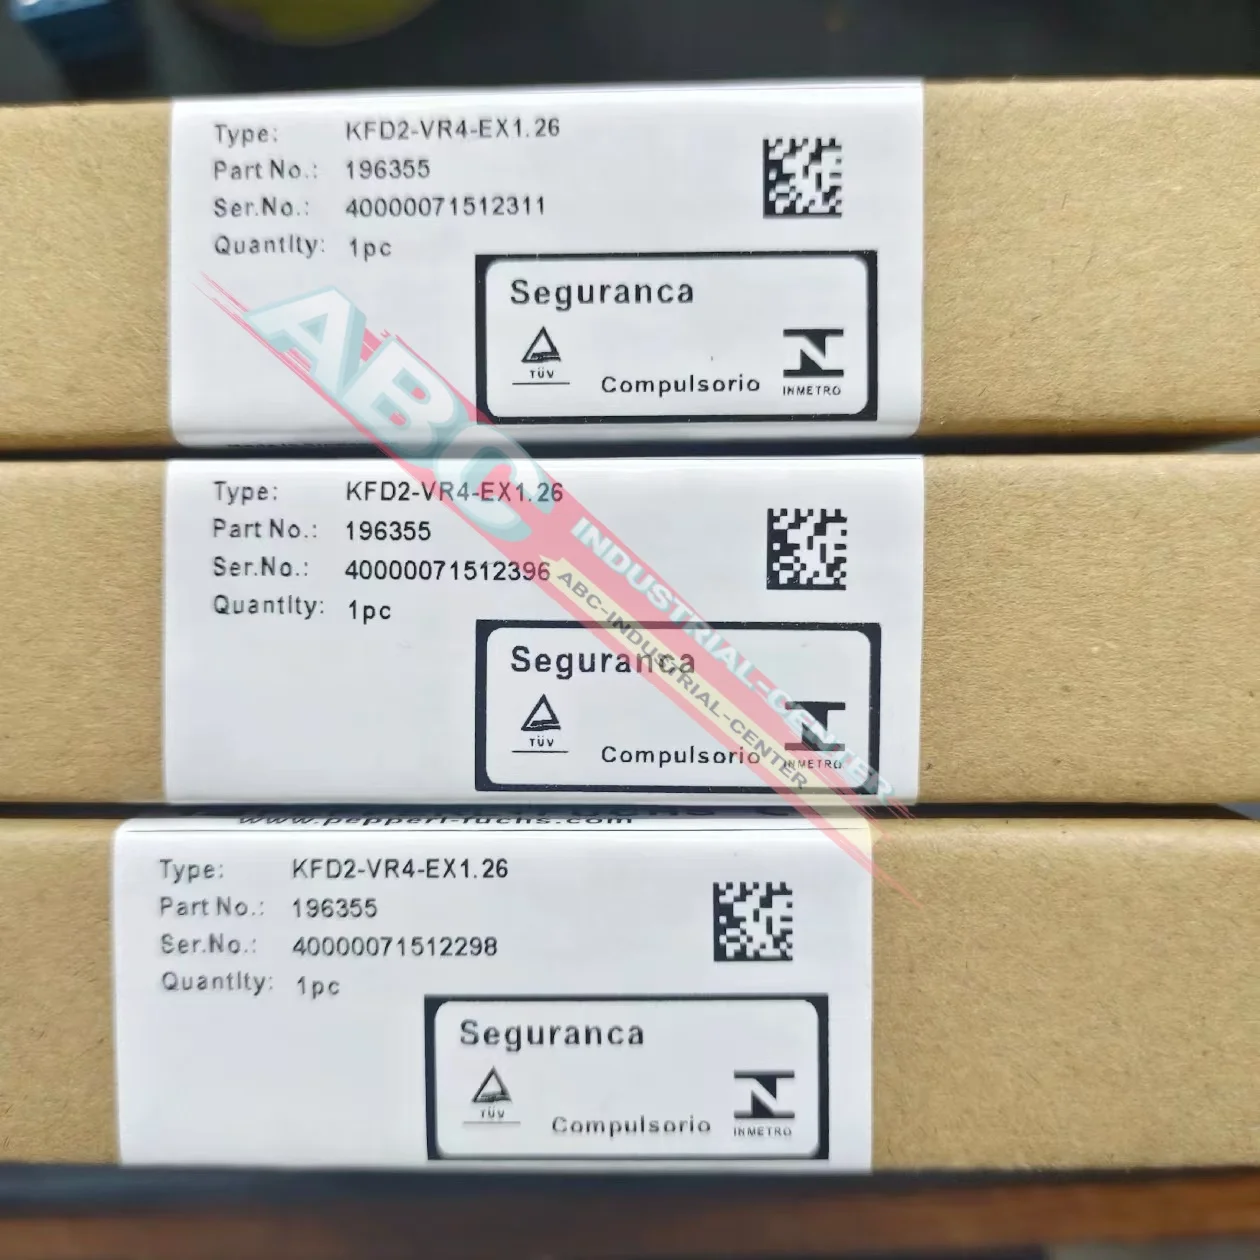 Type: KFD2-VR4-EX1.26
Part No.: 196355
Ser.No.: 40000071512311
Quantity: 1pc
Seguranca
TÜV
Compulsorio
INMETRO
Type: KFD2-VR4-EX1.26
Part No.: 196355
Ser.No.: 40000071512396
Quantity: 1pc
Seguranca
TÜV
Compulsorio
INMETRO
www.pepperl-fuchs.com
Type: KFD2-VR4-EX1.26
Part No.: 196355
Ser.No.: 40000071512298
Quantity: 1pc
Seguranca
TÜV
Compulsorio
INMETRO
ABC
INDUSTRIAL-CENTER
ABC-INDUSTRIAL-CENTER